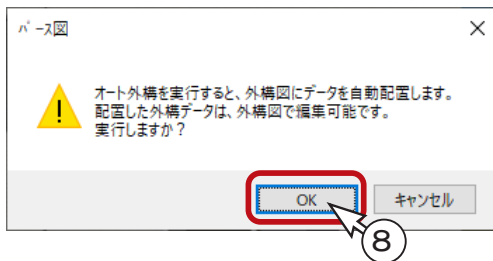 パース図
オート外構を実行すると、外構図にデータを自動配置します。
配置した外構データは、外構図で編集可能です。
実行しますか？
OK
キャンセル
8